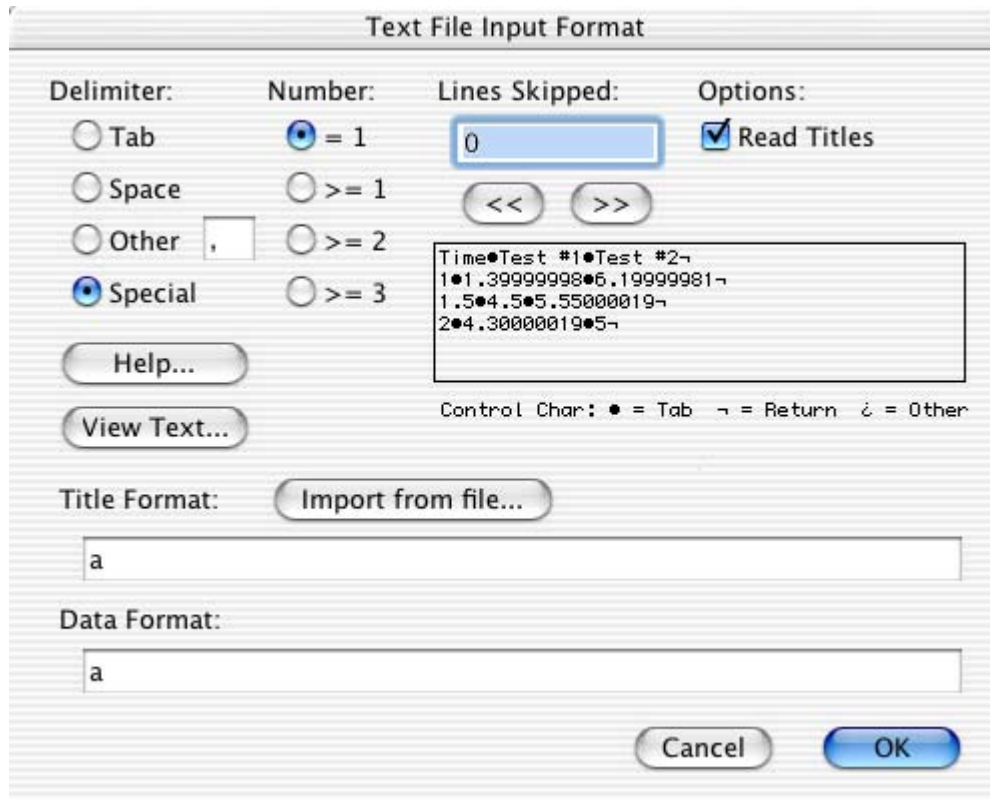 Text File Input Format
Delimiter: Number: Lines Skipped: Options:
Tab = 1 0 Read Titles
Space >= 1 << >>
Other , >= 2
Special >= 3
Time●Test #1●Test #2¬
1●1.39999998●6.19999981¬
1.5●4.5●5.55000019¬
2●4.30000019●5¬
Help...
View Text...
Control Char: ● = Tab ¬ = Return ¿ = Other
Title Format: Import from file...
a
Data Format:
a
Cancel OK